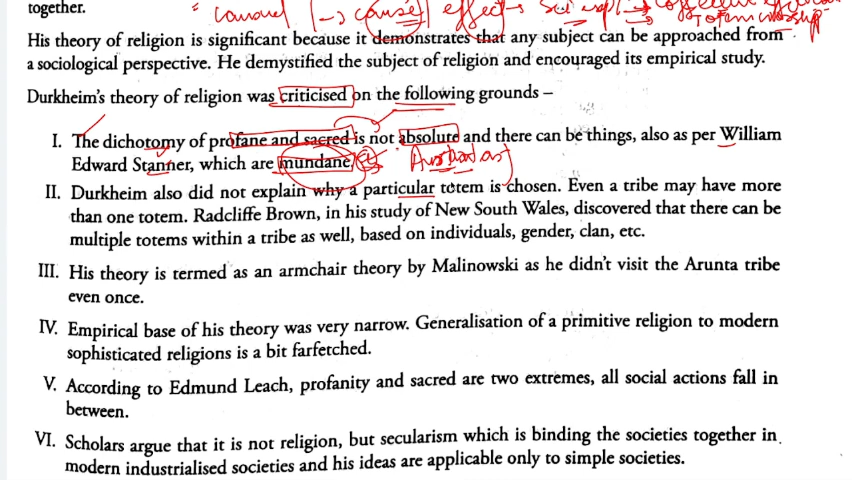 together.
causal → cause effect →
Totem worship
His theory of religion is significant because it demonstrates that any subject can be approached from
a sociological perspective. He demystified the subject of religion and encouraged its empirical study.
Durkheim's theory of religion was criticised on the following grounds –
I. The dichotomy of profane and sacred is not absolute and there can be things, also as per William
Edward Stanner, which are mundane.
II. Durkheim also did not explain why a particular totem is chosen. Even a tribe may have more
than one totem. Radcliffe Brown, in his study of New South Wales, discovered that there can be
multiple totems within a tribe as well, based on individuals, gender, clan, etc.
III. His theory is termed as an armchair theory by Malinowski as he didn't visit the Arunta tribe
even once.
IV. Empirical base of his theory was very narrow. Generalisation of a primitive religion to modern
sophisticated religions is a bit farfetched.
V. According to Edmund Leach, profanity and sacred are two extremes, all social actions fall in
between.
VI. Scholars argue that it is not religion, but secularism which is binding the societies together in
modern industrialised societies and his ideas are applicable only to simple societies.